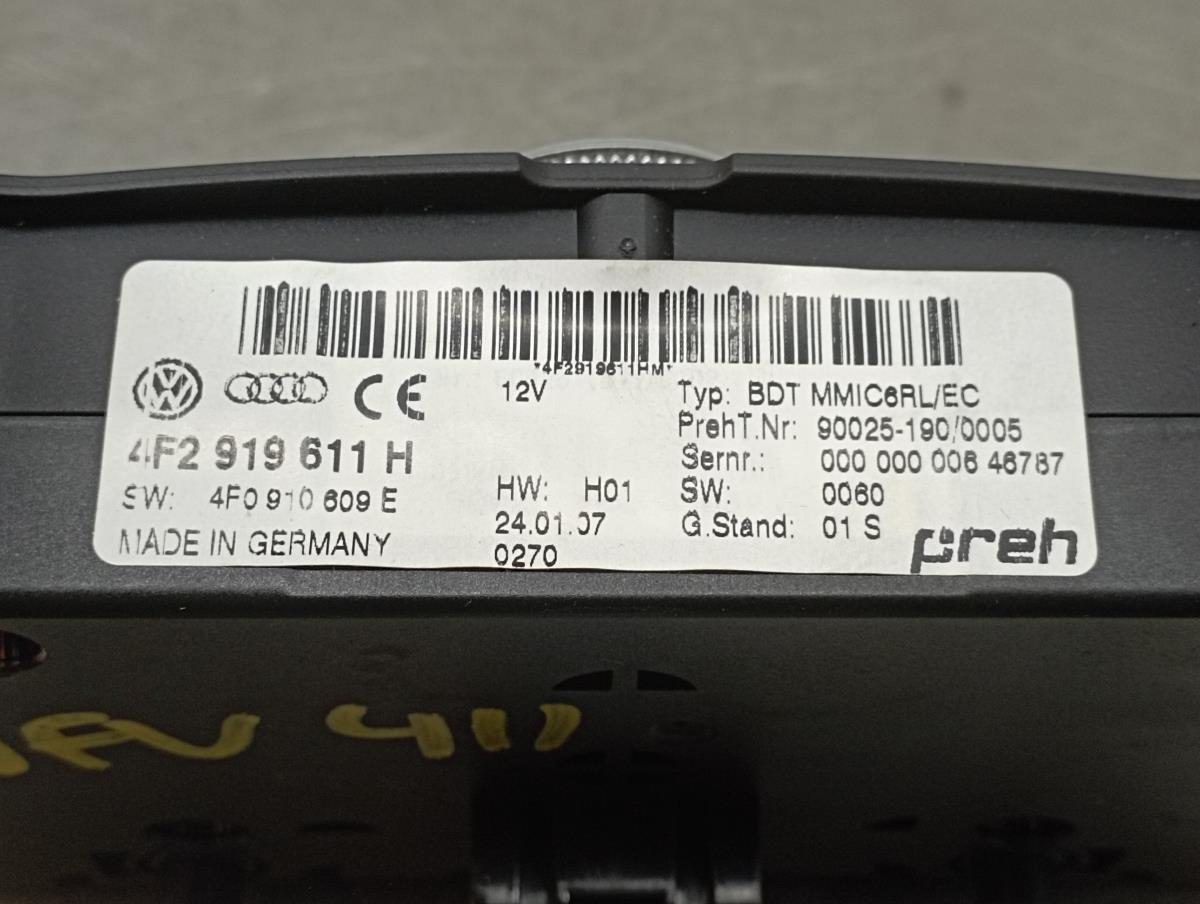 *4F2919611HM*
12V
4F2 919 611 H
SW: 4F0 910 609 E
MADE IN GERMANY
HW: H01
24.01.07
0270
Typ: BDT MMIC6RL/EC
PrehT.Nr: 90025-190/0005
Sernr.: 000 000 006 46787
SW: 0060
G.Stand: 01 S
preh